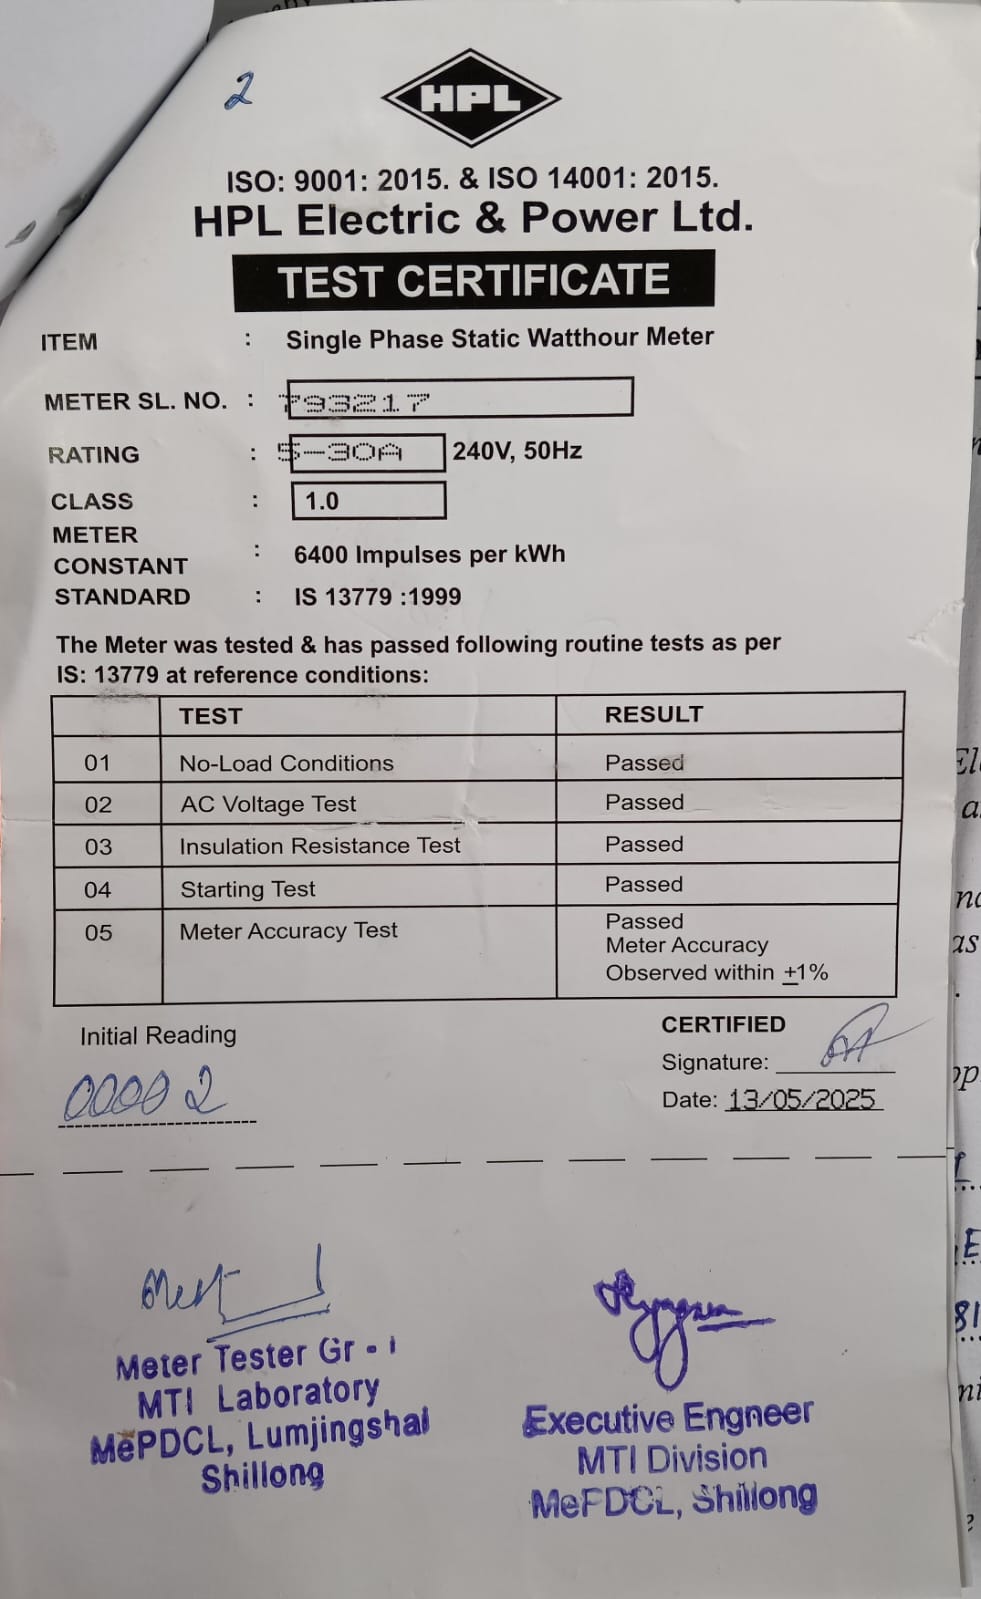 2
HPL
ISO: 9001: 2015. & ISO 14001: 2015.
HPL Electric & Power Ltd.
TEST CERTIFICATE
ITEM : Single Phase Static Watthour Meter
METER SL. NO. : 793217
RATING : 5-30A 240V, 50Hz
CLASS : 1.0
METER
CONSTANT : 6400 Impulses per kWh
STANDARD : IS 13779 :1999
The Meter was tested & has passed following routine tests as per
IS: 13779 at reference conditions:
TEST RESULT
01 No-Load Conditions Passed
02 AC Voltage Test Passed
03 Insulation Resistance Test Passed
04 Starting Test Passed
05 Meter Accuracy Test Passed
Meter Accuracy
Observed within ±1%
Initial Reading
00002
CERTIFIED
Signature:
Date: 13/05/2025
Meter Tester Gr - I
MTI Laboratory
MePDCL, Lumjingshai
Shillong
Executive Engneer
MTI Division
MePDCL, Shillong